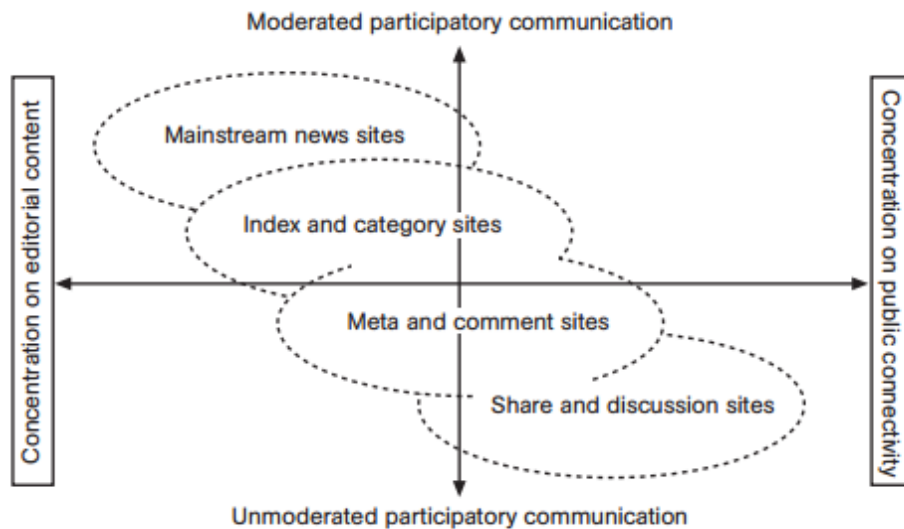 Moderated participatory communication
Concentration on editorial content
Mainstream news sites
Index and category sites
Meta and comment sites
Share and discussion sites
Concentration on public connectivity
Unmoderated participatory communication